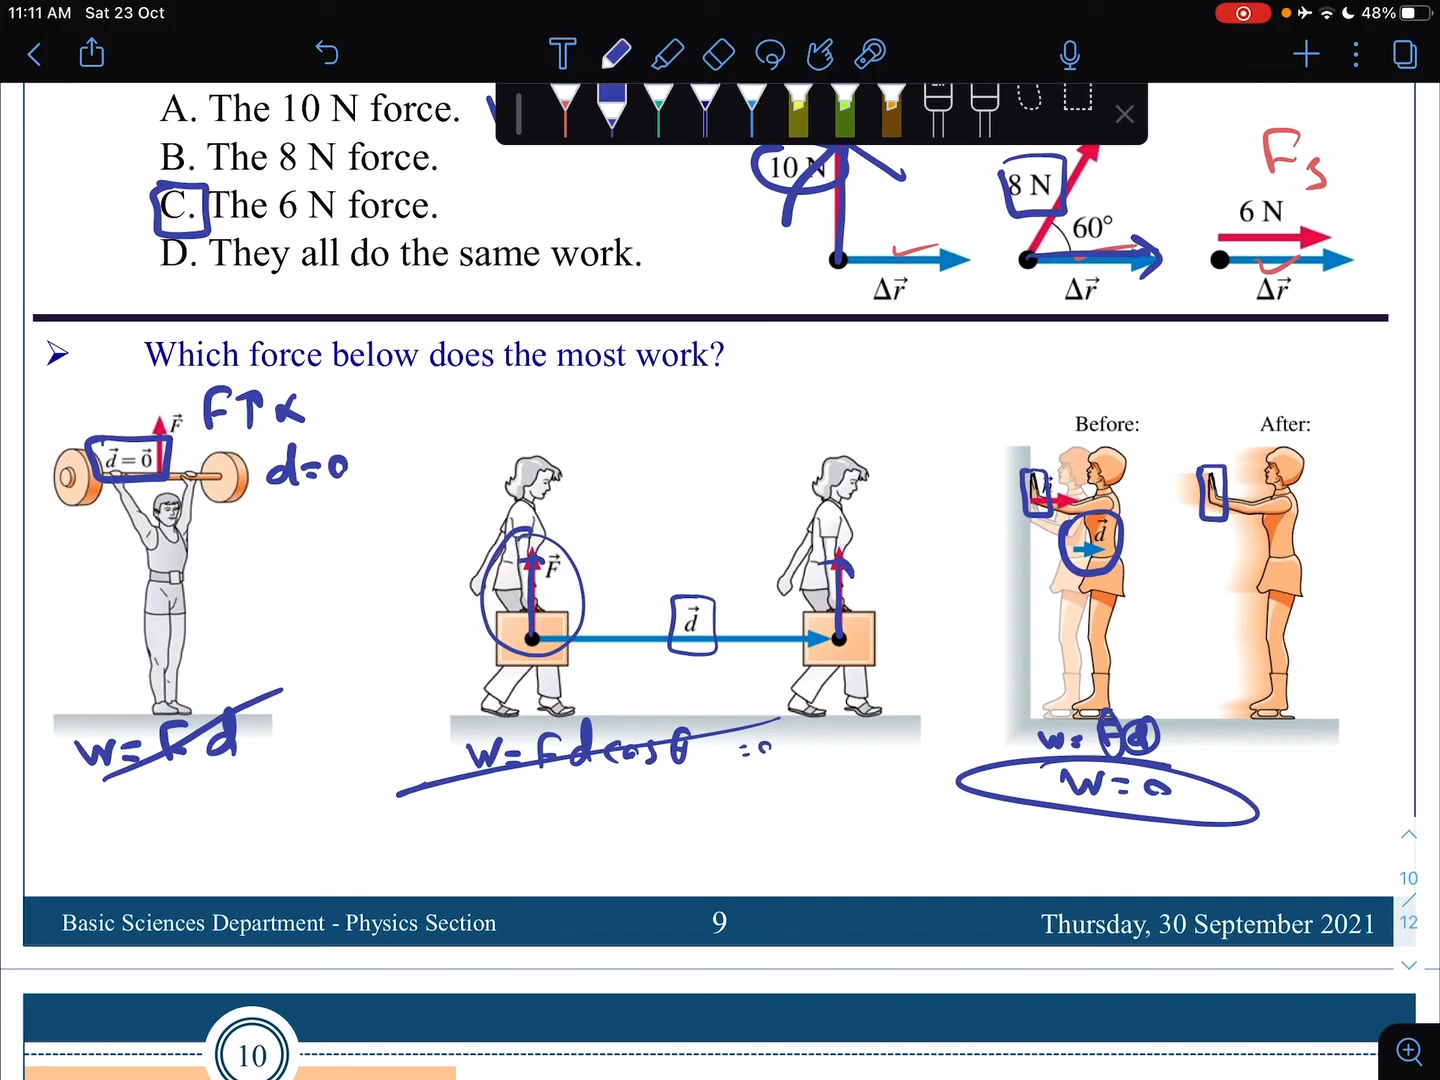 11:11 AM Sat 23 Oct 48%
A. The 10 N force.
B. The 8 N force.
C. The 6 N force.
D. They all do the same work.
10 N
Δr⃗
8 N
60°
Δr⃗
Fs
6 N
Δr⃗
➢ Which force below does the most work?
F↑
d=0
F⃗
d⃗ = 0⃗
W=Fd
F⃗
d⃗
W=Fdcosθ =0
Before: After:
d⃗
W=Fd
W=0
10
/
12
Basic Sciences Department - Physics Section 9 Thursday, 30 September 2021
10